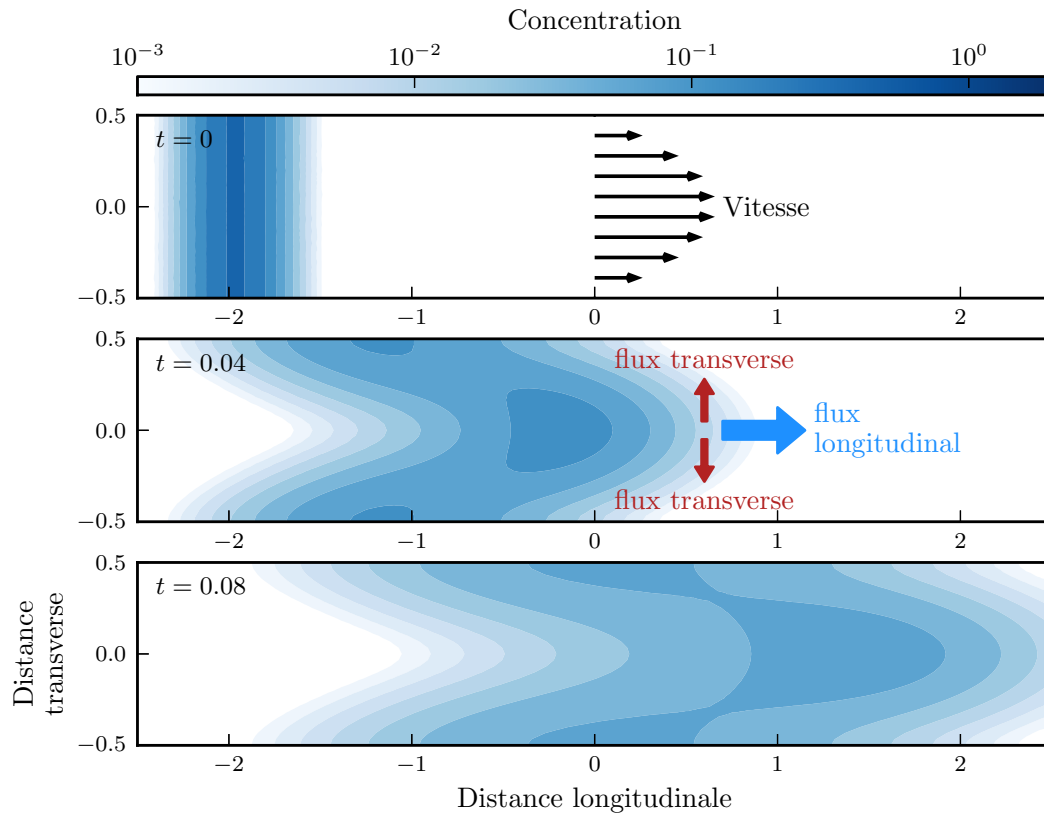 Concentration
10⁻³ 10⁻² 10⁻¹ 10⁰
0.5
t = 0
0.0
Vitesse
−0.5
−2 −1 0 1 2
0.5
t = 0.04
flux transverse
0.0
flux
longitudinal
flux transverse
−0.5
−2 −1 0 1 2
0.5
t = 0.08
0.0
−0.5
Distance
transverse
−2 −1 0 1 2
Distance longitudinale